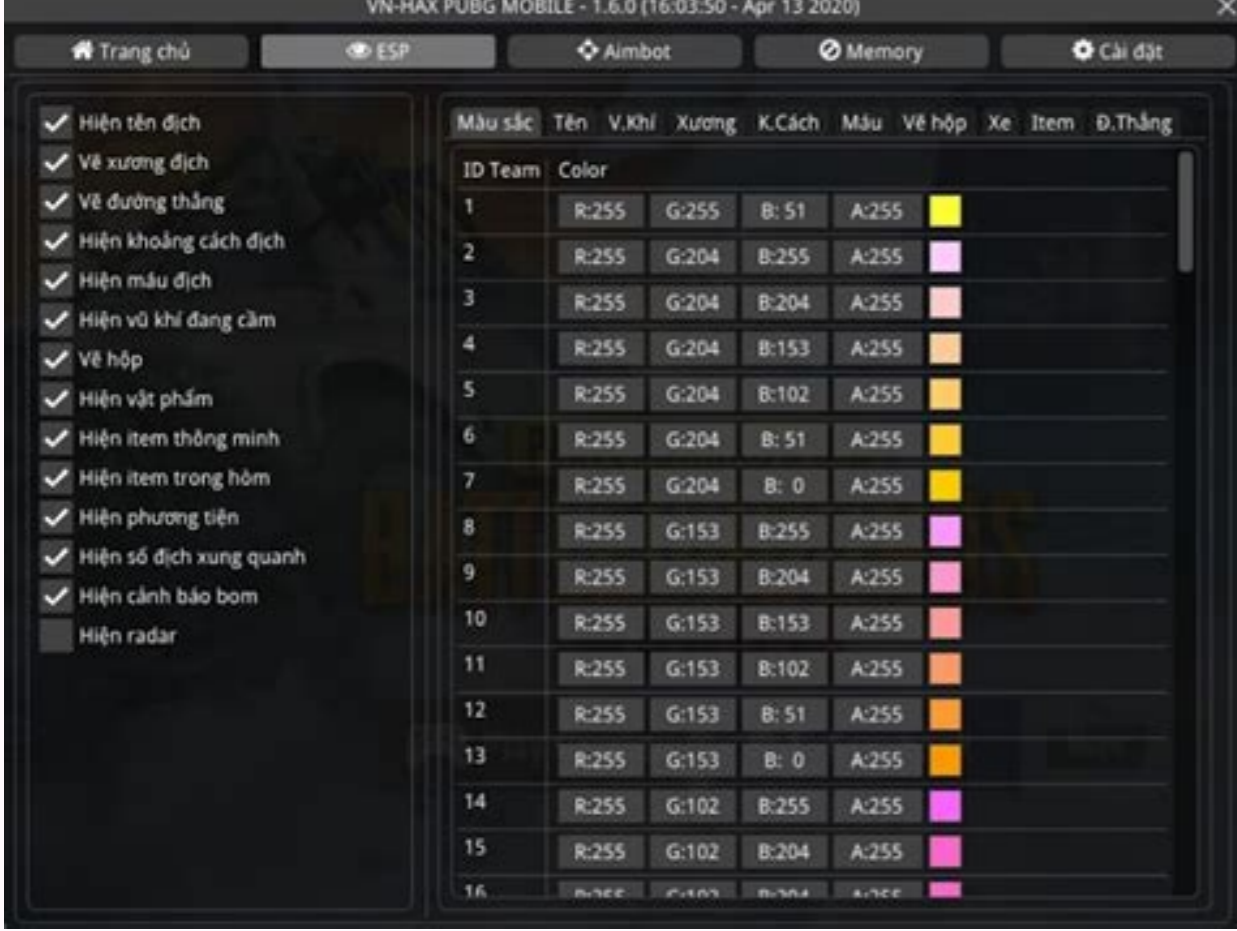 VN-HAX PUBG MOBILE - 1.6.0 (16:03:50 - Apr 13 2020)
Trang chủ ESP Aimbot Memory Cài đặt
Hiện tên địch
Vẽ xương địch
Vẽ đường thẳng
Hiện khoảng cách địch
Hiện máu địch
Hiện vũ khí đang cầm
Vẽ hộp
Hiện vật phẩm
Hiện item thông minh
Hiện item trong hòm
Hiện phương tiện
Hiện số địch xung quanh
Hiện cảnh báo bom
Hiện radar
Màu sắc Tên V.Khí Xương K.Cách Máu Vẽ hộp Xe Item Đ.Thẳng
ID Team Color
1 R:255 G:255 B: 51 A:255
2 R:255 G:204 B:255 A:255
3 R:255 G:204 B:204 A:255
4 R:255 G:204 B:153 A:255
5 R:255 G:204 B:102 A:255
6 R:255 G:204 B: 51 A:255
7 R:255 G:204 B: 0 A:255
8 R:255 G:153 B:255 A:255
9 R:255 G:153 B:204 A:255
10 R:255 G:153 B:153 A:255
11 R:255 G:153 B:102 A:255
12 R:255 G:153 B: 51 A:255
13 R:255 G:153 B: 0 A:255
14 R:255 G:102 B:255 A:255
15 R:255 G:102 B:204 A:255
16 R:255 G:102 B:204 A:255